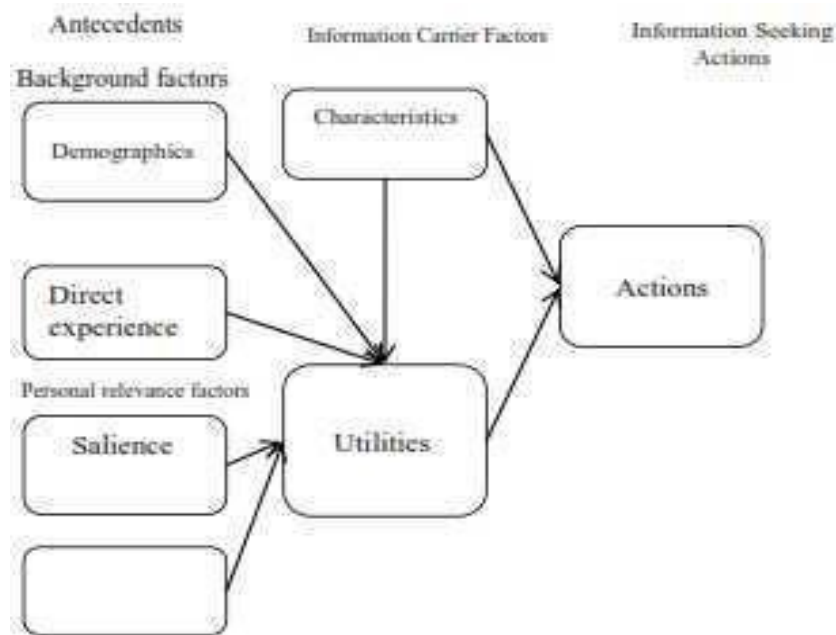 Antecedents
Information Carrier Factors
Information Seeking
Actions
Background factors
Demographics
Characteristics
Direct
experience
Actions
Personal relevance factors
Salience
Utilities